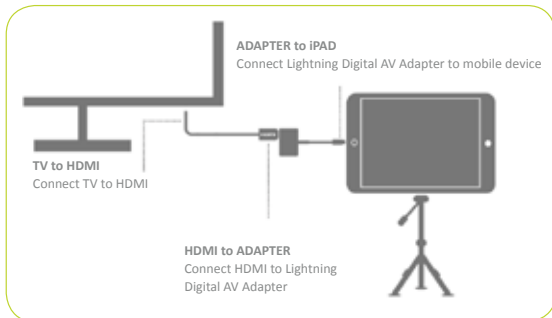 ADAPTER to iPAD
Connect Lightning Digital AV Adapter to mobile device
TV to HDMI
Connect TV to HDMI
HDMI to ADAPTER
Connect HDMI to Lightning
Digital AV Adapter